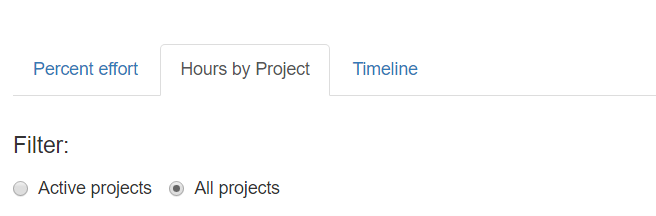 Percent effort Hours by Project Timeline
Filter:
Active projects All projects